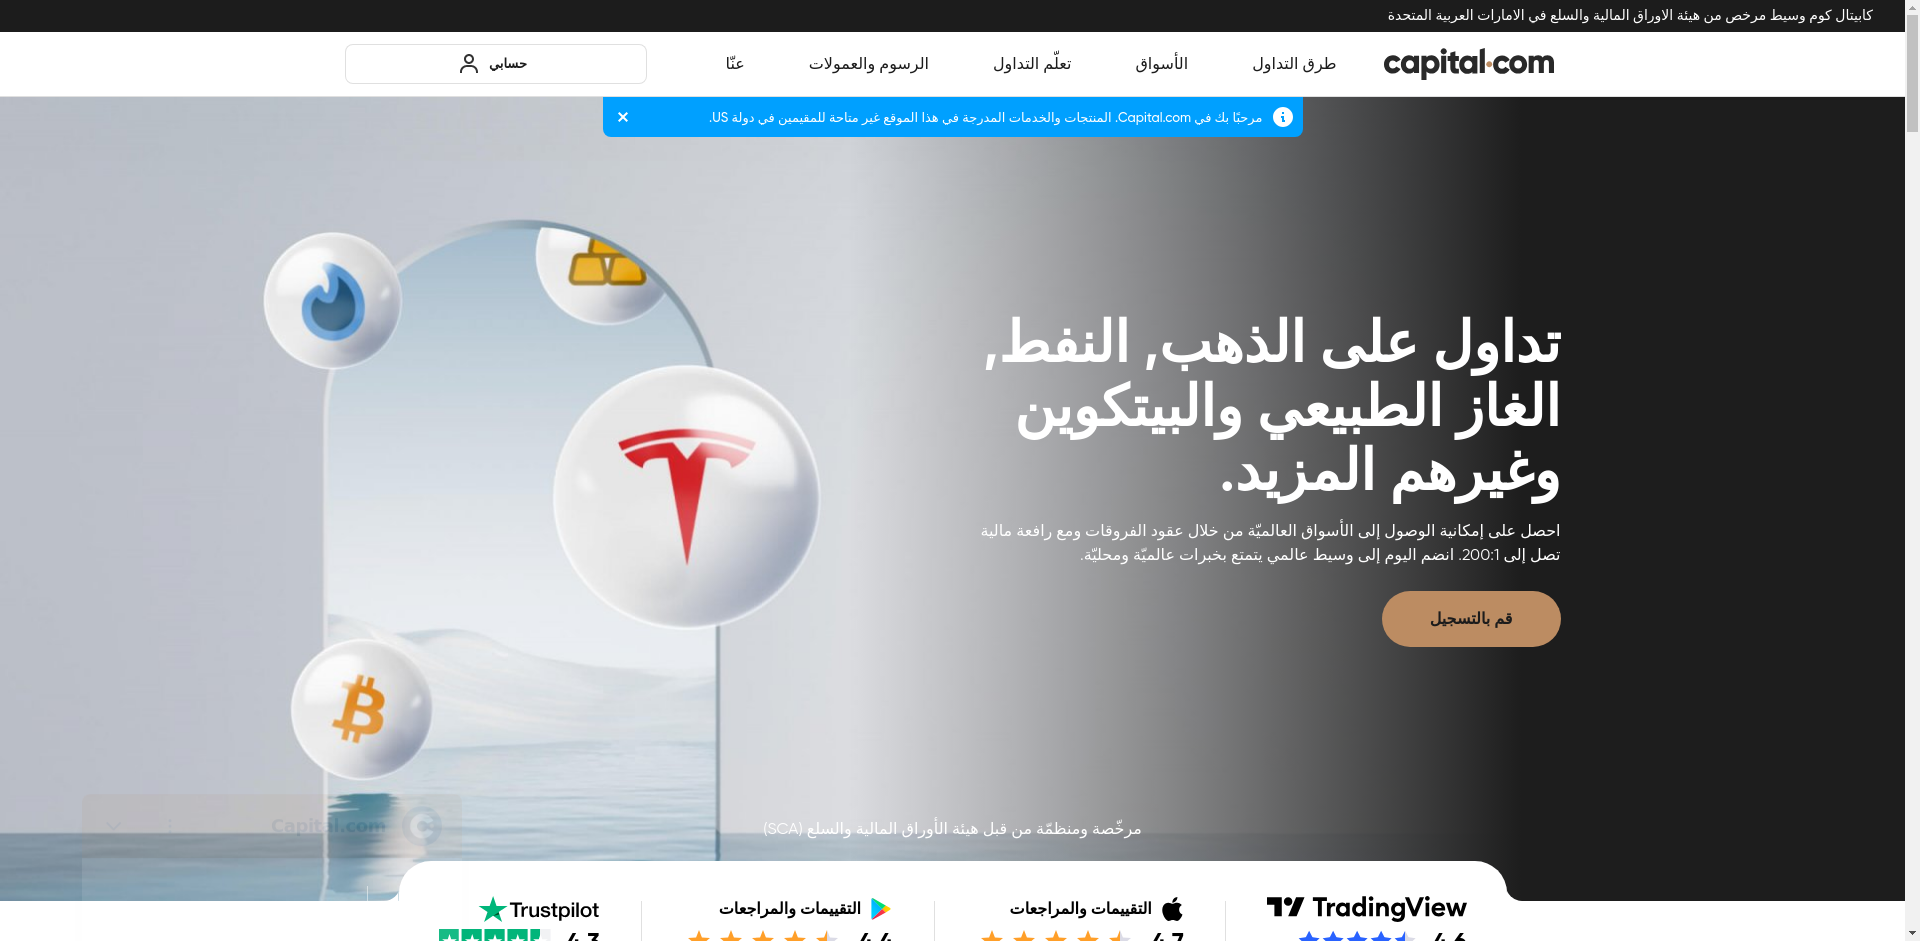 كابيتال كوم وسيط مرخص من هيئة الاوراق المالية والسلع في الامارات العربية المتحدة
capital.com
طرق التداول
الأسواق
تعلّم التداول
الرسوم والعمولات
عنّا
حسابي
مرحبًا بك في Capital.com. المنتجات والخدمات المدرجة في هذا الموقع غير متاحة للمقيمين في دولة US.
تداول على الذهب, النفط,
الغاز الطبيعي والبيتكوين
وغيرهم المزيد.
احصل على إمكانية الوصول إلى الأسواق العالميّة من خلال عقود الفروقات ومع رافعة مالية
تصل إلى 200:1. انضم اليوم إلى وسيط عالمي يتمتع بخبرات عالميّة ومحليّة.
قم بالتسجيل
Capital.com
مرخّصة ومنظمّة من قبل هيئة الأوراق المالية والسلع (SCA)
TradingView
التقييمات والمراجعات
التقييمات والمراجعات
Trustpilot
4.6
4.7
4.4
4.3